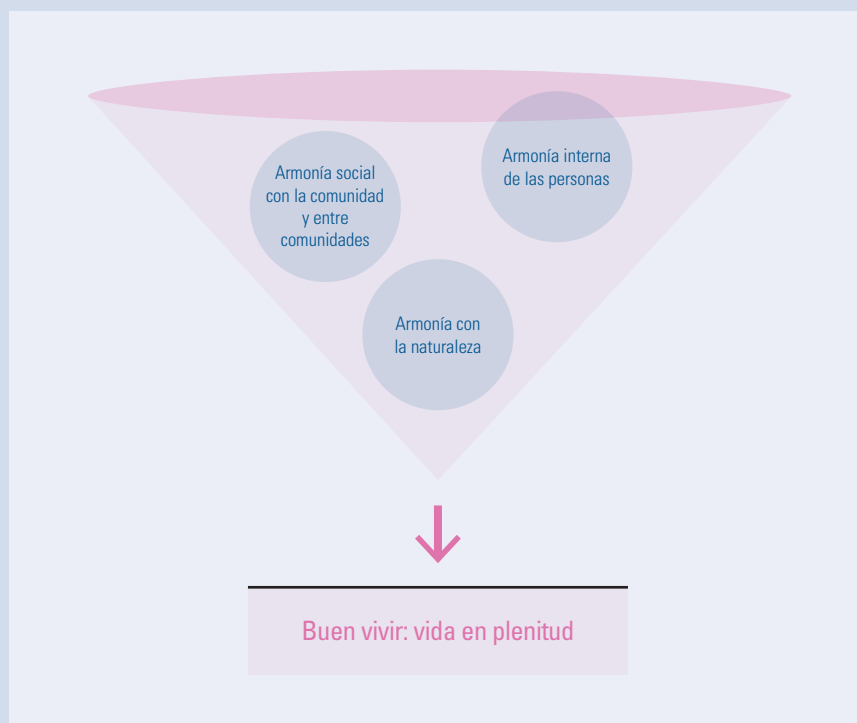 Armonía social
con la comunidad
y entre
comunidades
Armonía interna
de las personas
Armonía con
la naturaleza
Buen vivir: vida en plenitud